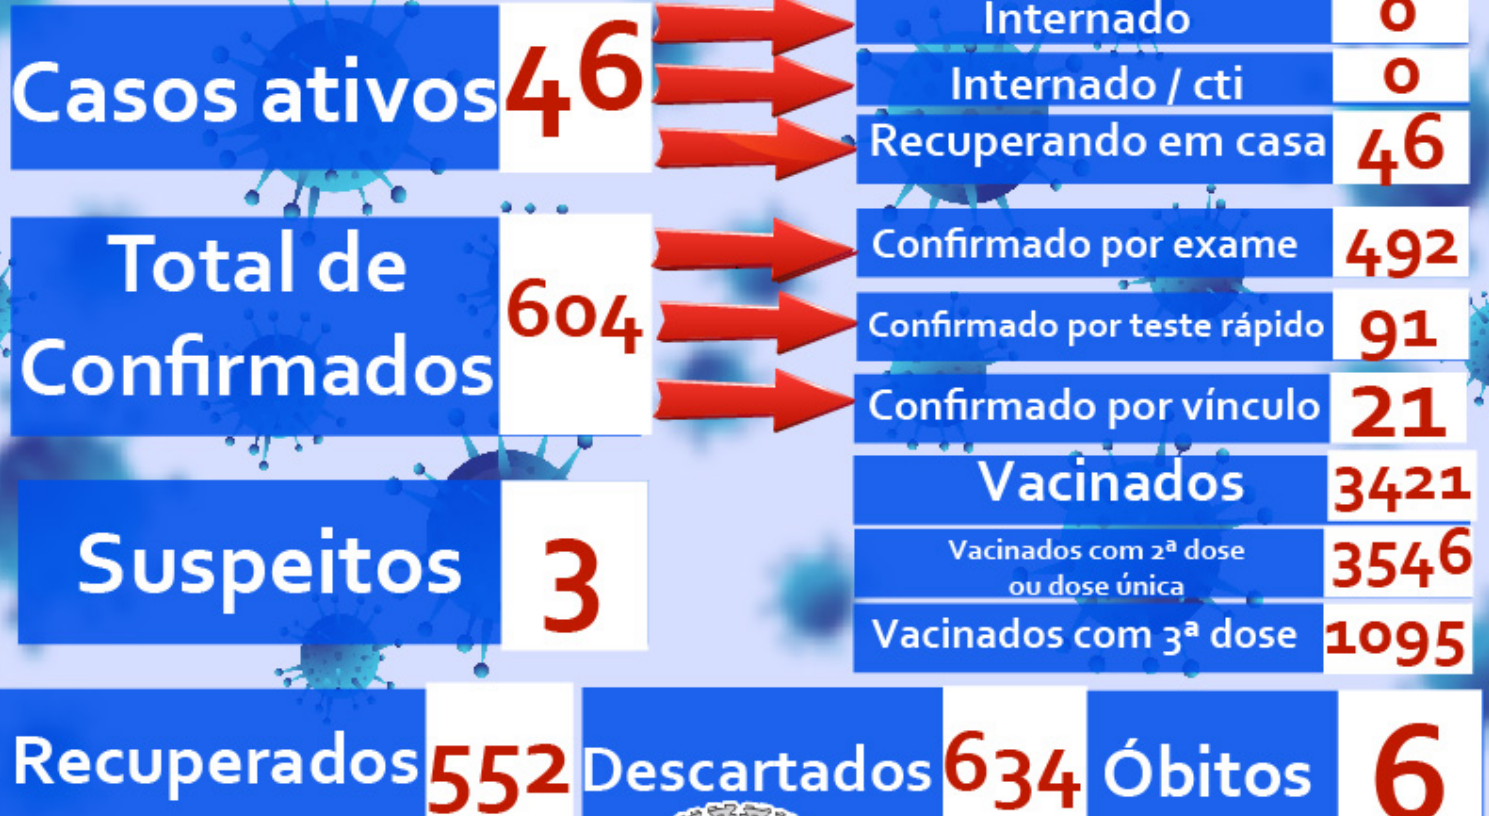 Casos ativos 46
Internado 0
Internado / cti 0
Recuperando em casa 46
Total de
Confirmados 604
Confirmado por exame 492
Confirmado por teste rápido 91
Confirmado por vínculo 21
Suspeitos 3
Vacinados 3421
Vacinados com 2ª dose
ou dose única 3546
Vacinados com 3ª dose 1095
Recuperados 552 Descartados 634 Óbitos 6